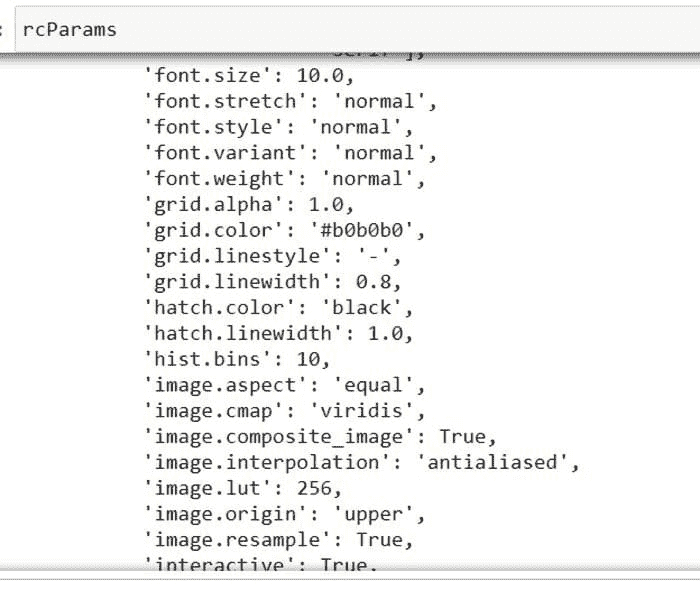 : rcParams
'font.size': 10.0,
'font.stretch': 'normal',
'font.style': 'normal',
'font.variant': 'normal',
'font.weight': 'normal',
'grid.alpha': 1.0,
'grid.color': '#b0b0b0',
'grid.linestyle': '-',
'grid.linewidth': 0.8,
'hatch.color': 'black',
'hatch.linewidth': 1.0,
'hist.bins': 10,
'image.aspect': 'equal',
'image.cmap': 'viridis',
'image.composite_image': True,
'image.interpolation': 'antialiased',
'image.lut': 256,
'image.origin': 'upper',
'image.resample': True,
'interactive': True,